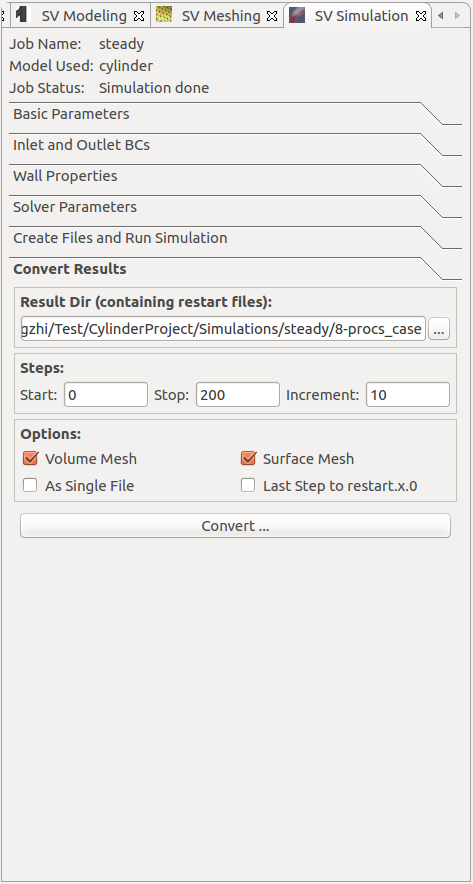 SV Modeling SV Meshing SV Simulation
Job Name: steady
Model Used: cylinder
Job Status: Simulation done
Basic Parameters
Inlet and Outlet BCs
Wall Properties
Solver Parameters
Create Files and Run Simulation
Convert Results
Result Dir (containing restart files):
gzhi/Test/CylinderProject/Simulations/steady/8-procs_case ...
Steps:
Start: 0 Stop: 200 Increment: 10
Options:
Volume Mesh Surface Mesh
As Single File Last Step to restart.x.0
Convert ...